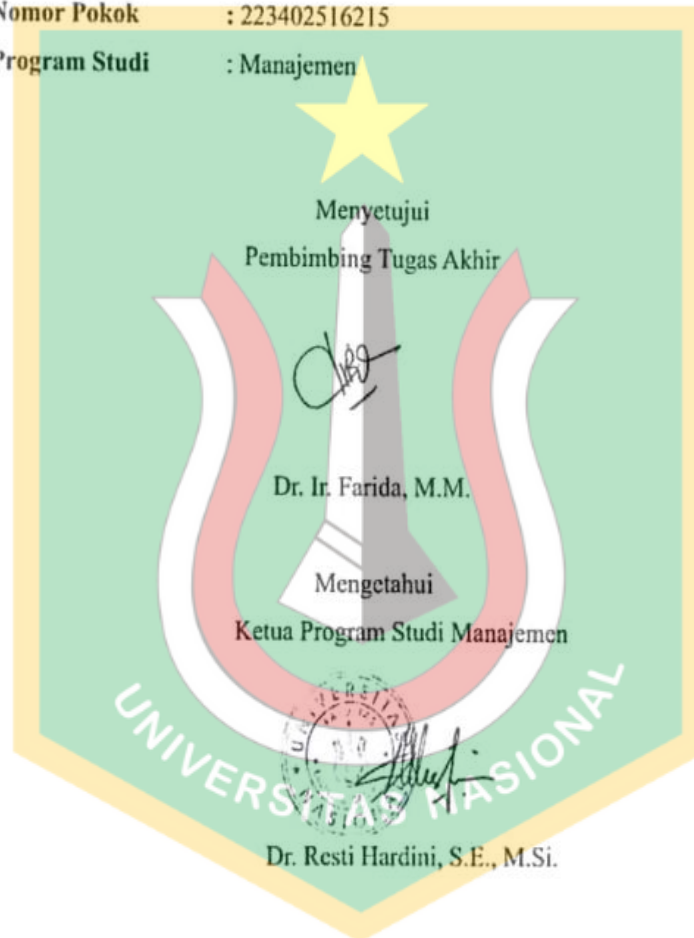 Nomor Pokok : 223402516215
Program Studi : Manajemen
Menyetujui
Pembimbing Tugas Akhir
Dr. Ir. Farida, M.M.
Mengetahui
Ketua Program Studi Manajemen
UNIVERSITAS NASIONAL
Dr. Resti Hardini, S.E., M.Si.